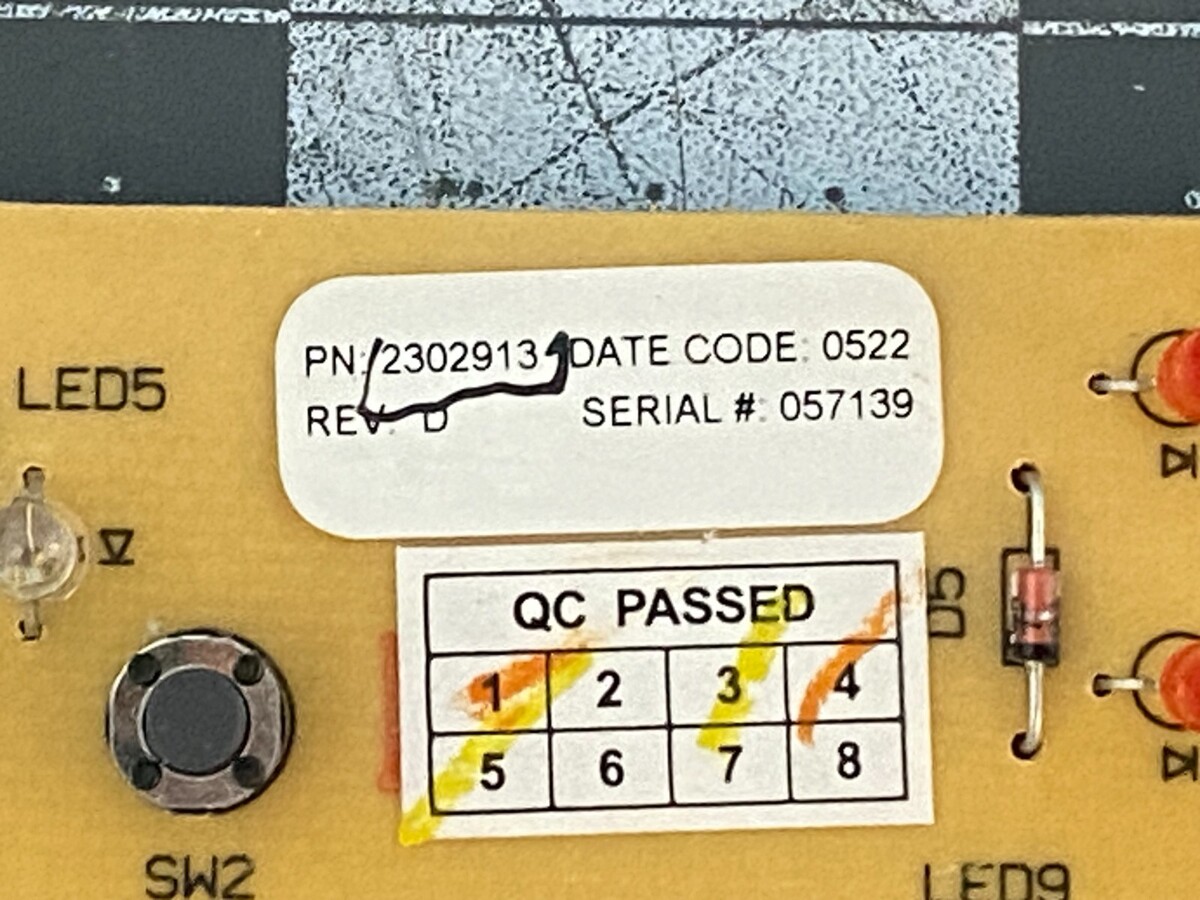 PN: 2302913 DATE CODE: 0522
REV: D SERIAL #: 057139
LED5
QC PASSED
1 2 3 4
5 6 7 8
D5
SW2
LED9